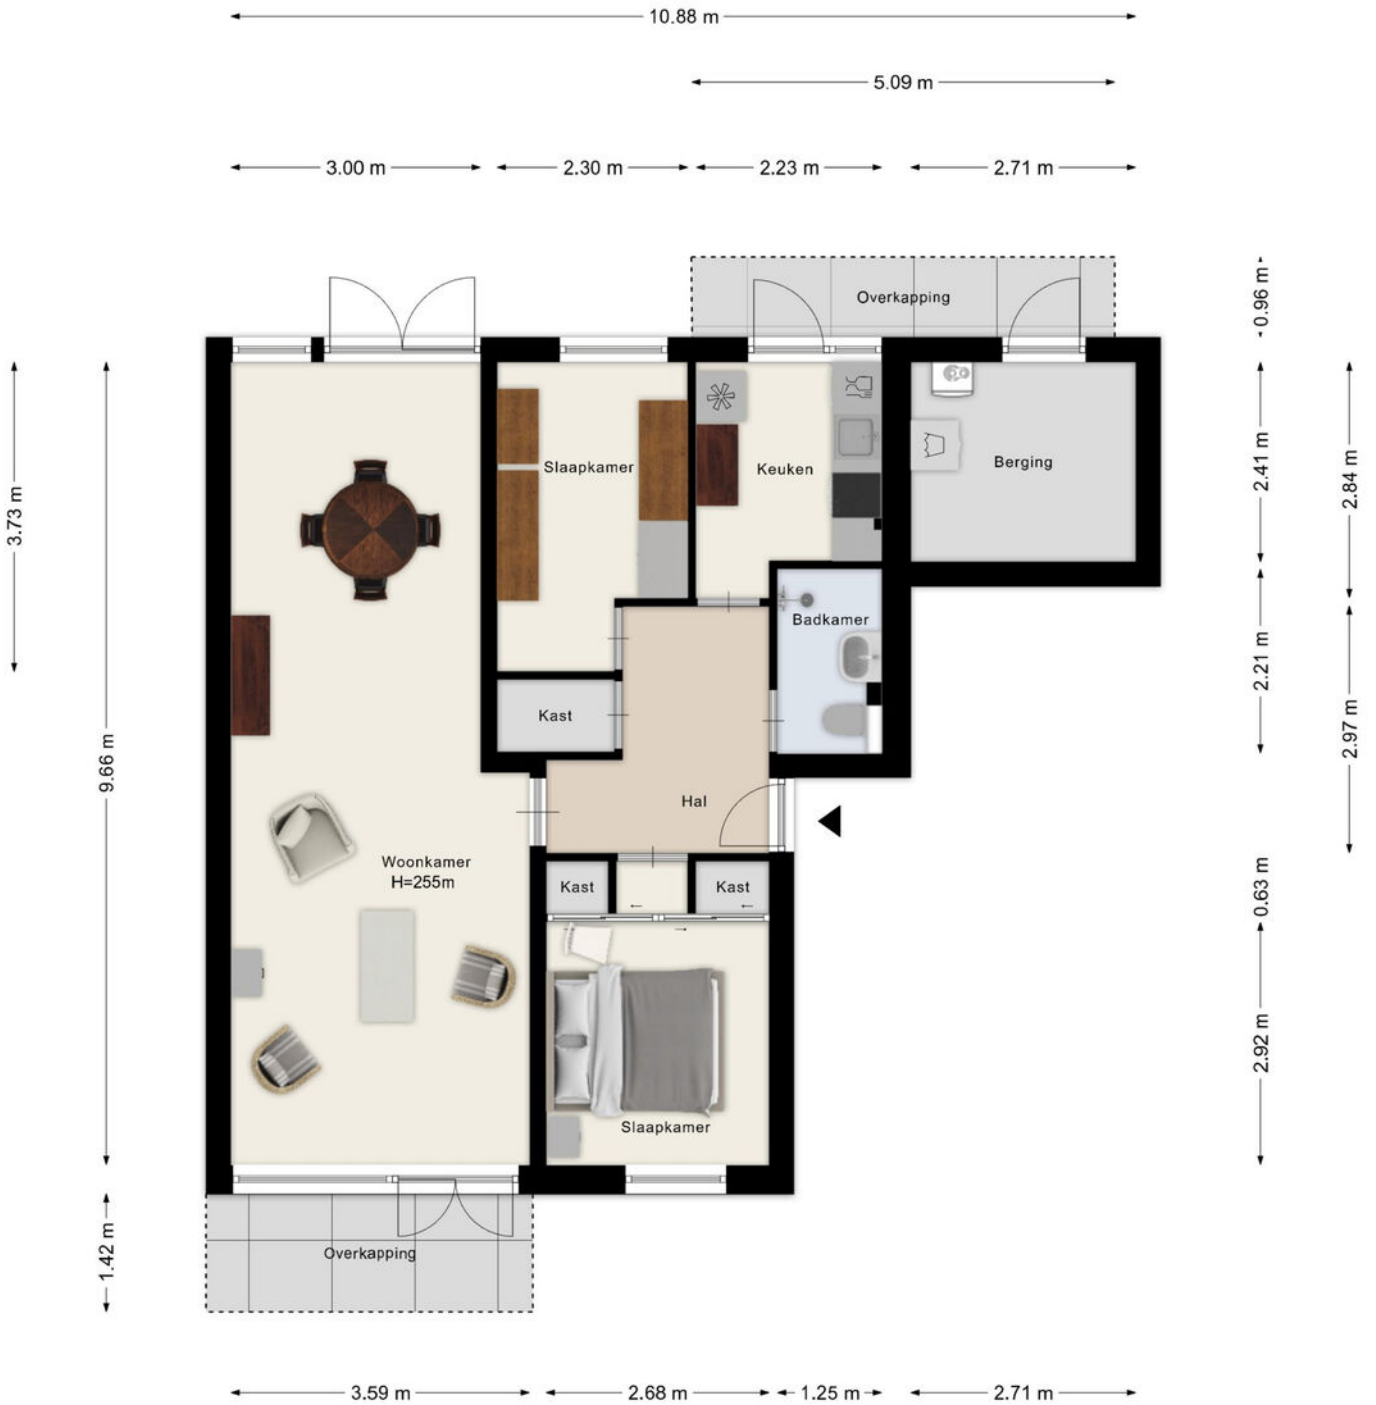 10.88 m
5.09 m
3.00 m
2.30 m
2.23 m
2.71 m
0.96 m
Overkapping
3.73 m
9.66 m
Slaapkamer
Keuken
Berging
2.41 m
2.84 m
Badkamer
2.21 m
Kast
2.97 m
Hal
Woonkamer
H=255m
Kast
Kast
0.63 m
2.92 m
Slaapkamer
1.42 m
Overkapping
3.59 m
2.68 m
1.25 m
2.71 m